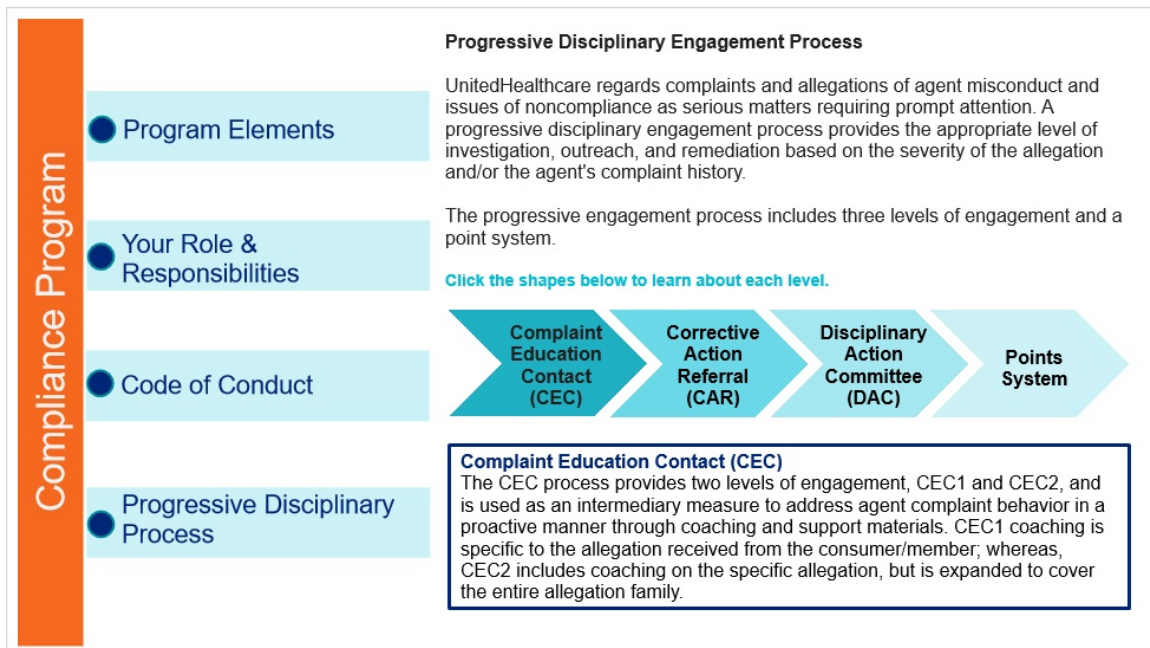 Compliance Program
Program Elements
Your Role &
Responsibilities
Code of Conduct
Progressive Disciplinary
Process
Progressive Disciplinary Engagement Process
UnitedHealthcare regards complaints and allegations of agent misconduct and
issues of noncompliance as serious matters requiring prompt attention. A
progressive disciplinary engagement process provides the appropriate level of
investigation, outreach, and remediation based on the severity of the allegation
and/or the agent's complaint history.
The progressive engagement process includes three levels of engagement and a
point system.
Click the shapes below to learn about each level.
Complaint
Education
Contact
(CEC)
Corrective
Action
Referral
(CAR)
Disciplinary
Action
Committee
(DAC)
Points
System
Complaint Education Contact (CEC)
The CEC process provides two levels of engagement, CEC1 and CEC2, and
is used as an intermediary measure to address agent complaint behavior in a
proactive manner through coaching and support materials. CEC1 coaching is
specific to the allegation received from the consumer/member; whereas,
CEC2 includes coaching on the specific allegation, but is expanded to cover
the entire allegation family.